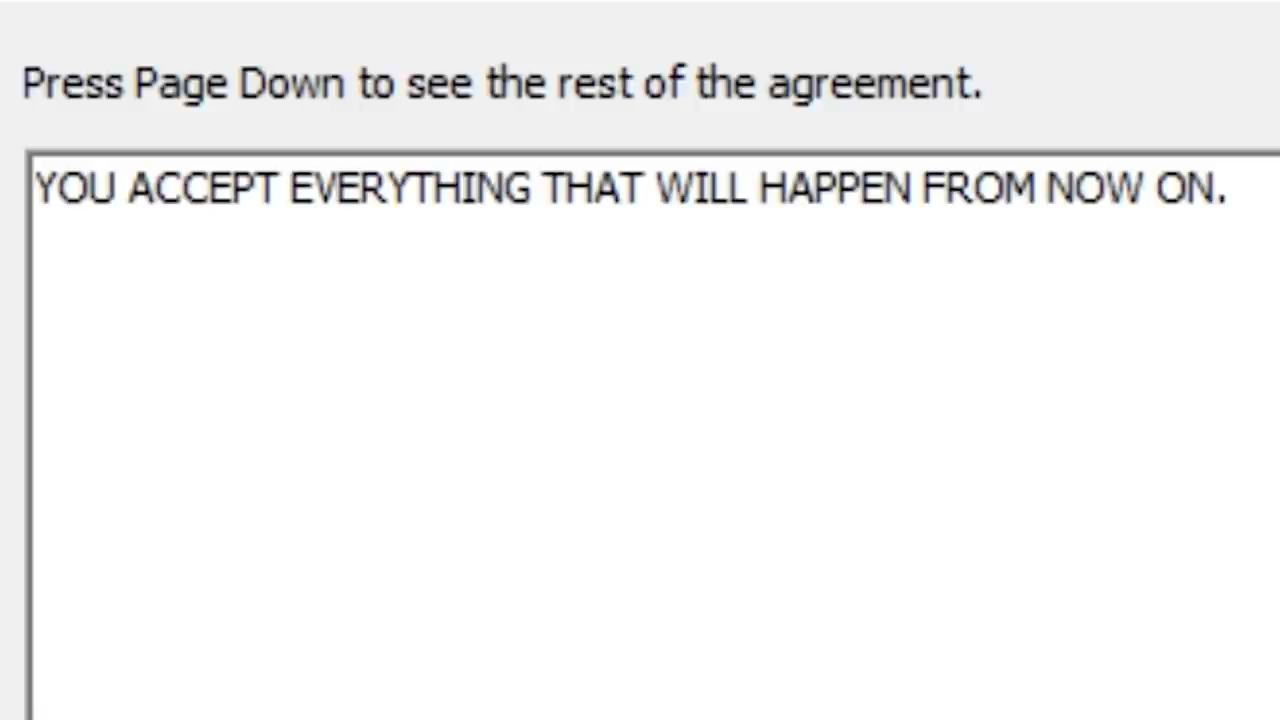 Press Page Down to see the rest of the agreement.
YOU ACCEPT EVERYTHING THAT WILL HAPPEN FROM NOW ON.